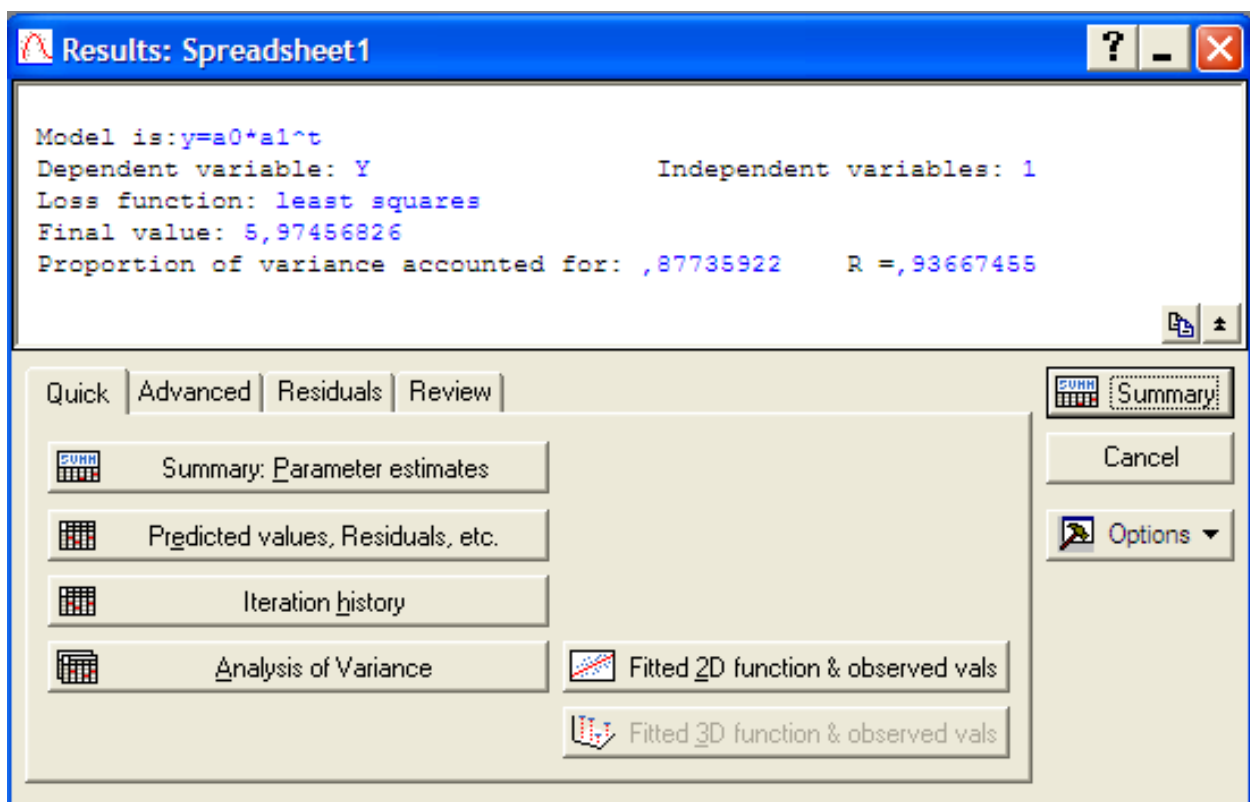 Results: Spreadsheet1
Model is:y=a0*a1^t
Dependent variable: Y Independent variables: 1
Loss function: least squares
Final value: 5,97456826
Proportion of variance accounted for: ,87735922 R =,93667455
Quick Advanced Residuals Review
SUMM Summary
SUMM Summary: Parameter estimates
Cancel
Predicted values, Residuals, etc.
Options
Iteration history
Analysis of Variance
Fitted 2D function & observed vals
Fitted 3D function & observed vals